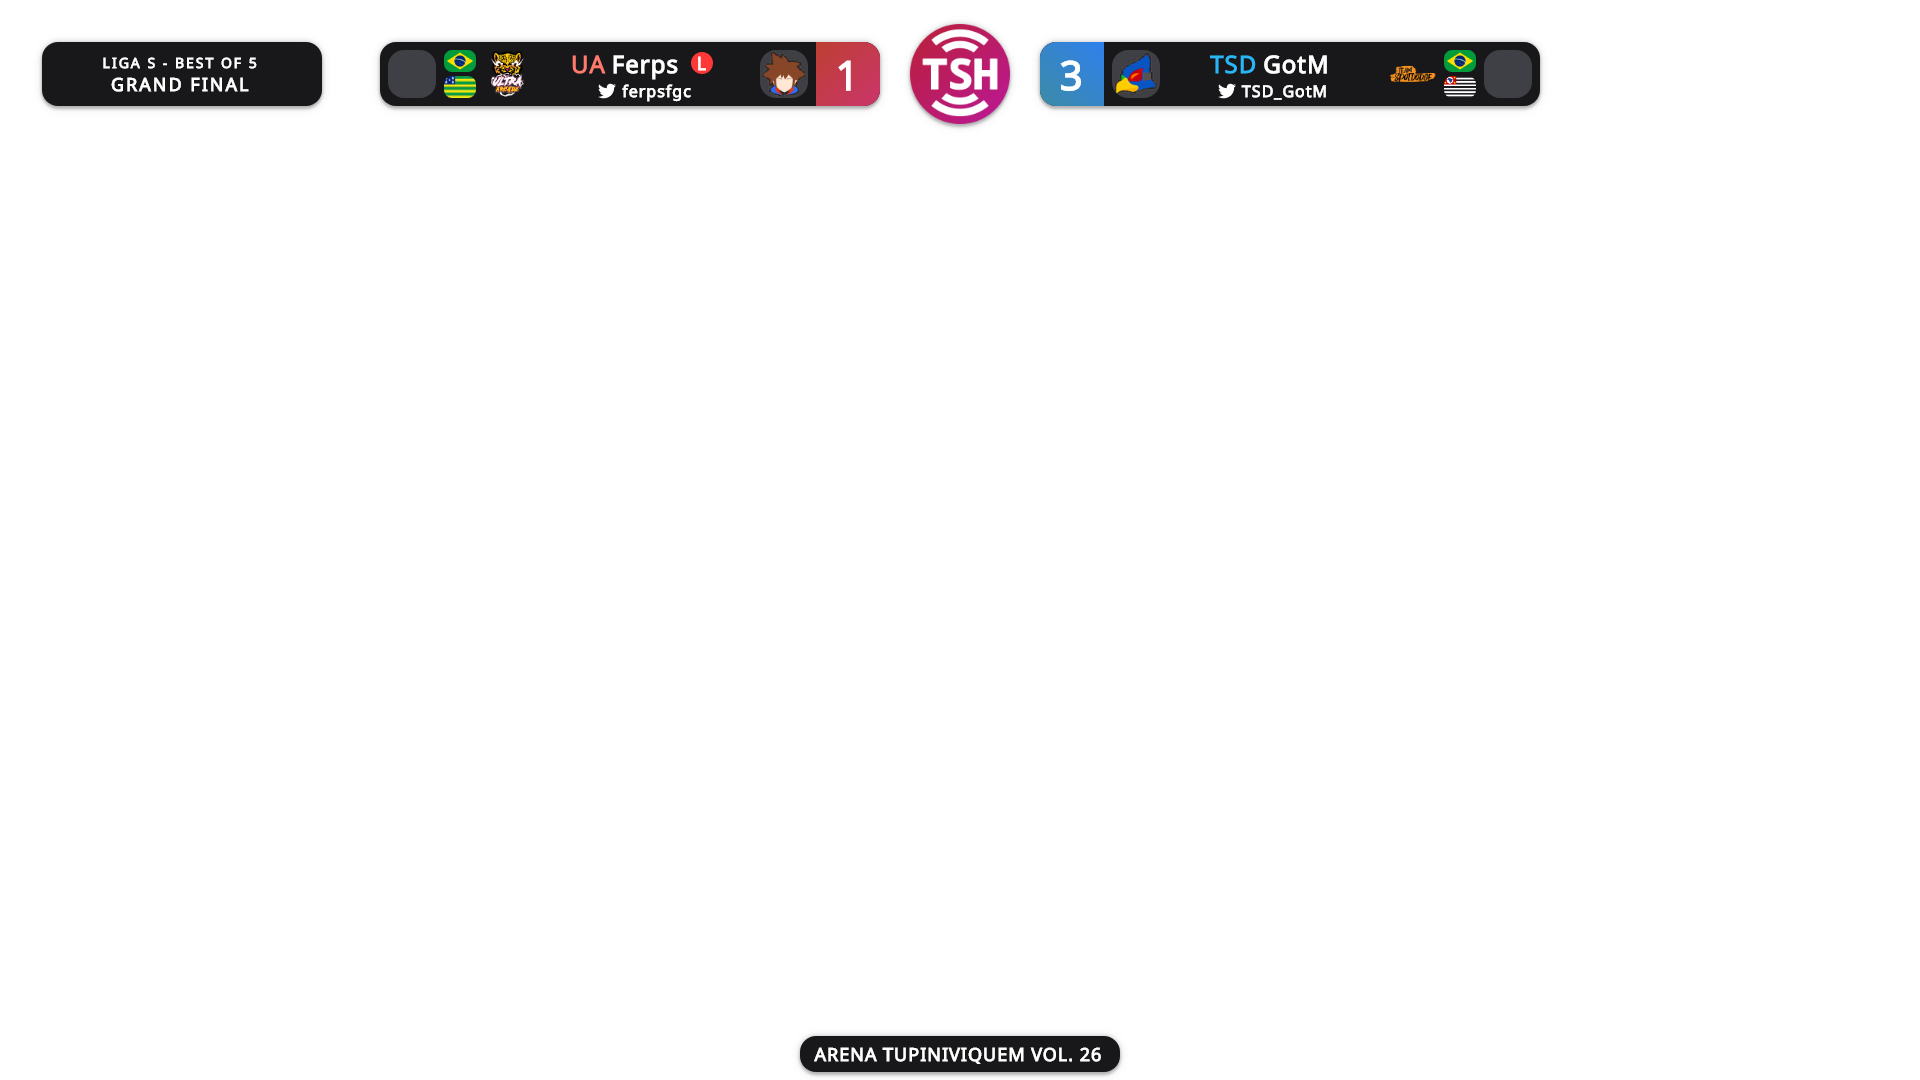 LIGA S - BEST OF 5
GRAND FINAL
ULTRA
UA Ferps L
ferpsfgc
1
TSH
3
TSD GotM
TSD_GotM
ARENA TUPINIVIQUEM VOL. 26